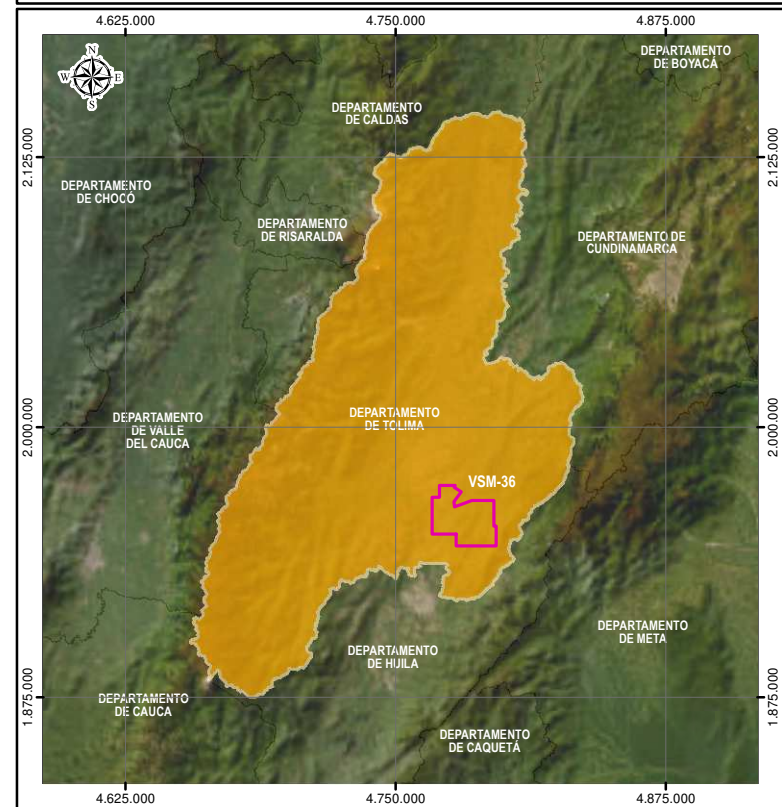 4.625.000
4.750.000
4.875.000
N
W
E
S
DEPARTAMENTO
DE BOYACÁ
DEPARTAMENTO
DE CALDAS
2.125.000
2.125.000
DEPARTAMENTO
DE CHOCÓ
DEPARTAMENTO
DE RISARALDA
DEPARTAMENTO DE
CUNDINAMARCA
DEPARTAMENTO
DE TOLIMA
DEPARTAMENTO
DE VALLE
DEL CAUCA
2.000.000
2.000.000
VSM-36
DEPARTAMENTO
DE META
DEPARTAMENTO
DE HUILA
1.875.000
1.875.000
DEPARTAMENTO
DE CAUCA
DEPARTAMENTO
DE CAQUETÁ
4.625.000
4.750.000
4.875.000